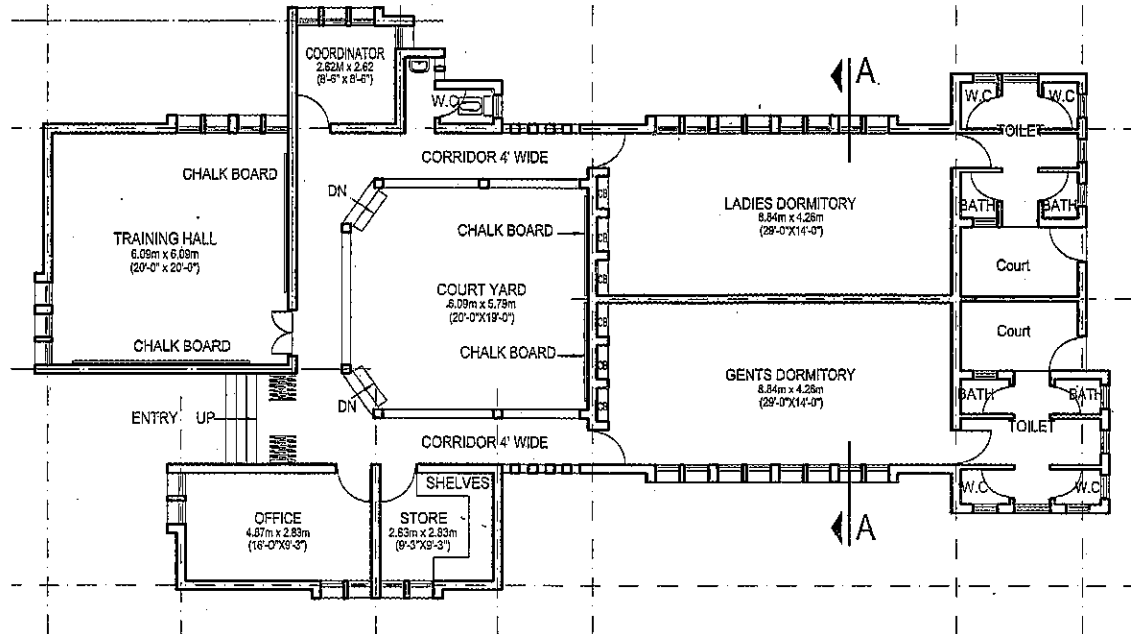 COORDINATOR
2.62M x 2.62
(8'-6" x 8'-6")
W.C
A
W.C
W.C
TOILET
CORRIDOR 4' WIDE
CHALK BOARD
DN
BATH
BATH
LADIES DORMITORY
8.84m x 4.26m
(29'-0"X14'-0")
CB
CB
CB
CHALK BOARD
TRAINING HALL
6.09m x 6.09m
(20'-0" x 20'-0")
Court
COURT YARD
6.09m x 5.79m
(20'-0"X19'-0")
CB
CB
CB
Court
CHALK BOARD
CHALK BOARD
GENTS DORMITORY
8.84m x 4.26m
(29'-0"X14'-0")
BATH
BATH
DN
ENTRY UP
TOILET
CORRIDOR 4' WIDE
SHELVES
W.C
W.C
OFFICE
4.87m x 2.83m
(16'-0"X9'-3")
STORE
2.83m x 2.83m
(9'-3"X9'-3")
A